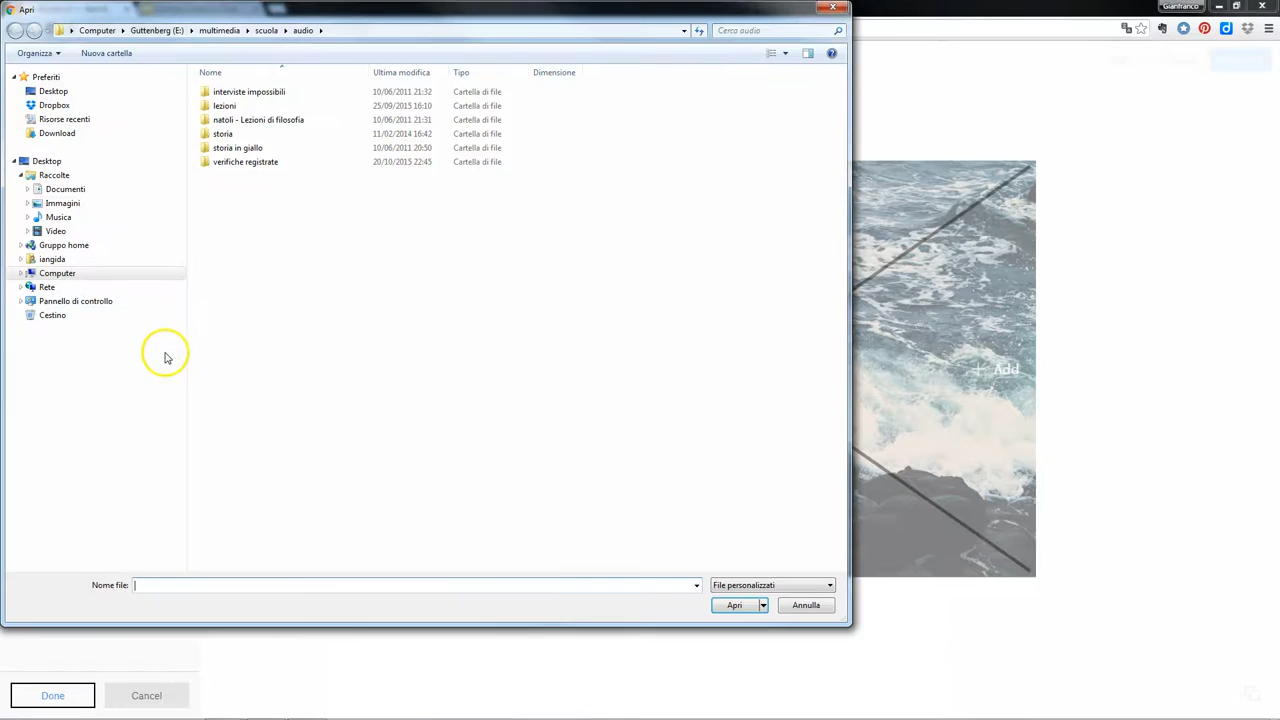 Apri
Gianfranco
Computer Guttenberg (E:) multimedia scuola audio
Cerca audio
Organizza
Nuova cartella
Nome
Ultima modifica
Tipo
Dimensione
Preferiti
Desktop
Dropbox
Risorse recenti
Download
Desktop
Raccolte
Documenti
Immagini
Musica
Video
Gruppo home
iangida
Computer
Rete
Pannello di controllo
Cestino
interviste impossibili 10/06/2011 21:32 Cartella di file
lezioni 25/09/2015 16:10 Cartella di file
natoli - Lezioni di filosofia 10/06/2011 21:31 Cartella di file
storia 11/02/2014 16:42 Cartella di file
storia in giallo 10/06/2011 20:50 Cartella di file
verifiche registrate 20/10/2015 22:45 Cartella di file
+ Add
Nome file:
File personalizzati
Apri
Annulla
Done
Cancel